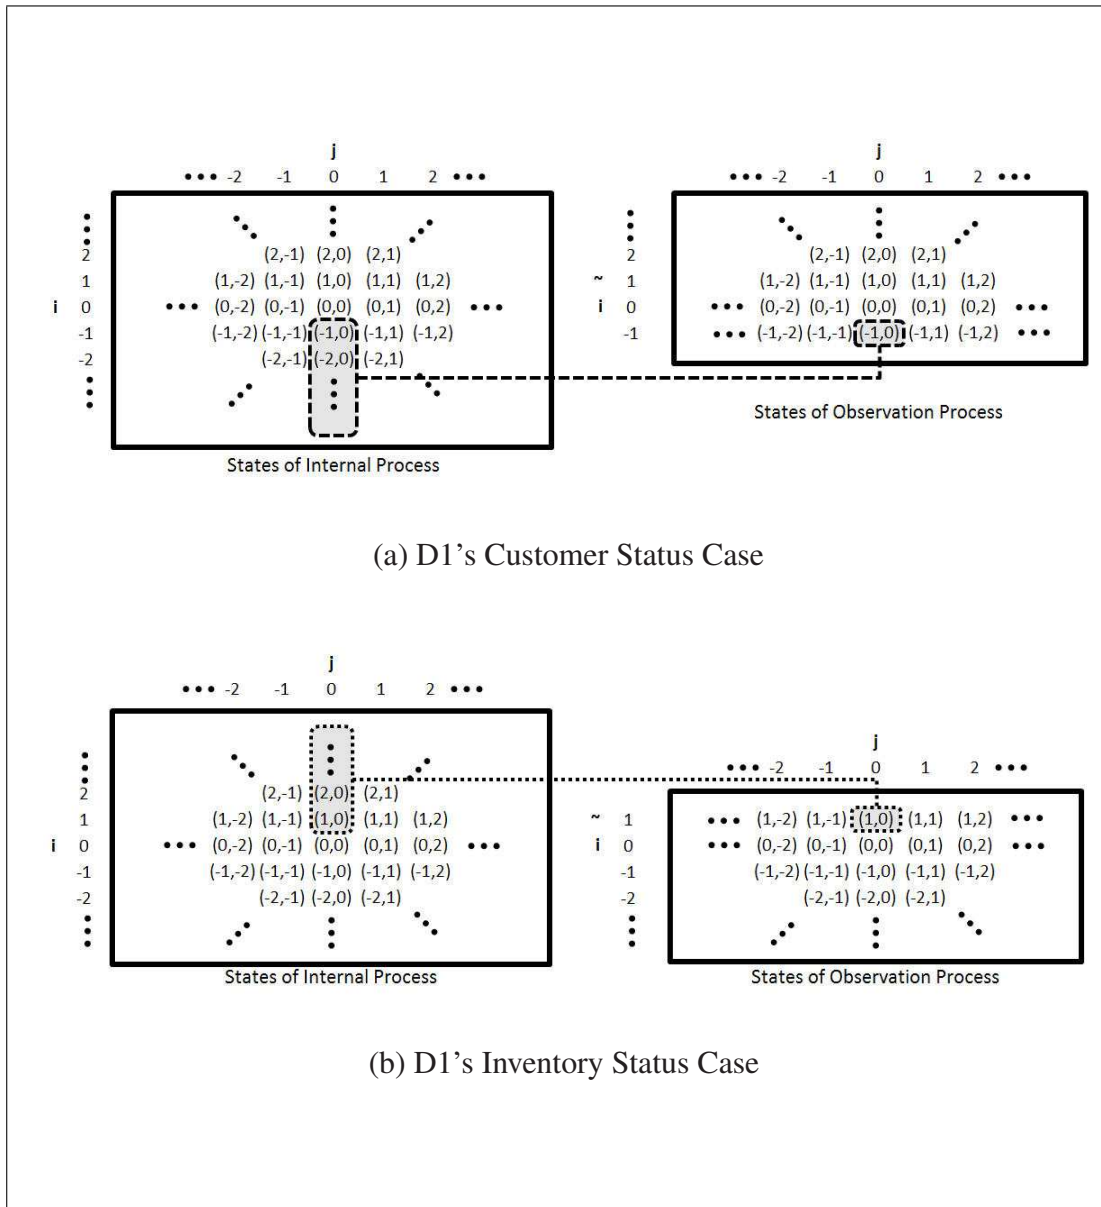 j j
••• -2 -1 0 1 2 ••• ••• -2 -1 0 1 2 •••
2 (2,-1) (2,0) (2,1) 2 (2,-1) (2,0) (2,1)
1 (1,-2) (1,-1) (1,0) (1,1) (1,2) ~ 1 (1,-2) (1,-1) (1,0) (1,1) (1,2)
i 0 ••• (0,-2) (0,-1) (0,0) (0,1) (0,2) ••• i 0 ••• (0,-2) (0,-1) (0,0) (0,1) (0,2) •••
-1 (-1,-2) (-1,-1) (-1,0) (-1,1) (-1,2) -1 ••• (-1,-2) (-1,-1) (-1,0) (-1,1) (-1,2) •••
-2 (-2,-1) (-2,0) (-2,1)
States of Observation Process
States of Internal Process
(a) D1's Customer Status Case
j
••• -2 -1 0 1 2 •••
j
••• -2 -1 0 1 2 •••
2 (2,-1) (2,0) (2,1)
1 (1,-2) (1,-1) (1,0) (1,1) (1,2) ~ 1 ••• (1,-2) (1,-1) (1,0) (1,1) (1,2) •••
i 0 ••• (0,-2) (0,-1) (0,0) (0,1) (0,2) ••• i 0 ••• (0,-2) (0,-1) (0,0) (0,1) (0,2) •••
-1 (-1,-2) (-1,-1) (-1,0) (-1,1) (-1,2) -1 (-1,-2) (-1,-1) (-1,0) (-1,1) (-1,2)
-2 (-2,-1) (-2,0) (-2,1) -2 (-2,-1) (-2,0) (-2,1)
States of Internal Process States of Observation Process
(b) D1's Inventory Status Case